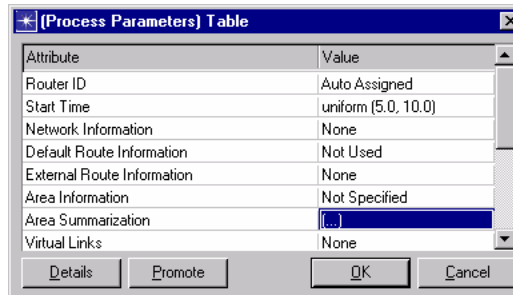 (Process Parameters) Table
Attribute Value
Router ID Auto Assigned
Start Time uniform (5.0, 10.0)
Network Information None
Default Route Information Not Used
External Route Information None
Area Information Not Specified
Area Summarization (...)
Virtual Links None
Details Promote OK Cancel